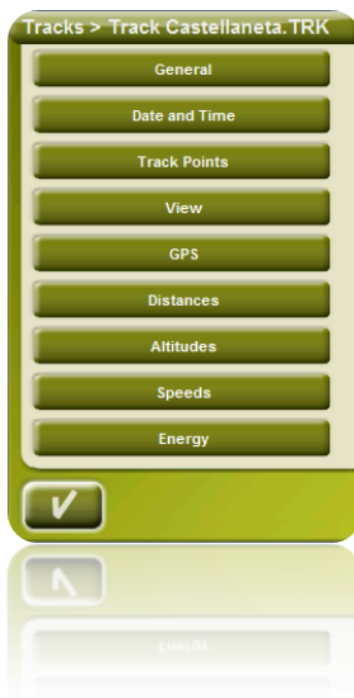 Tracks > Track Castellaneta.TRK
General
Date and Time
Track Points
View
GPS
Distances
Altitudes
Speeds
Energy